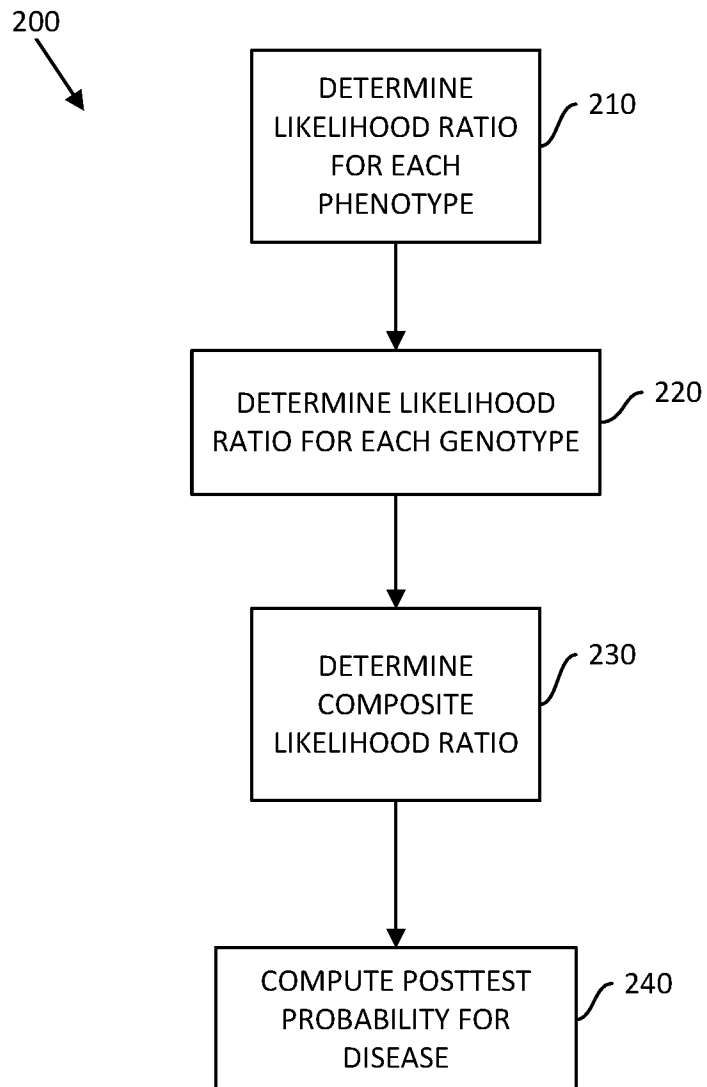 200
DETERMINE
LIKELIHOOD RATIO
FOR EACH
PHENOTYPE
210
DETERMINE LIKELIHOOD
RATIO FOR EACH GENOTYPE
220
DETERMINE
COMPOSITE
LIKELIHOOD RATIO
230
COMPUTE POSTTEST
PROBABILITY FOR
DISEASE
240